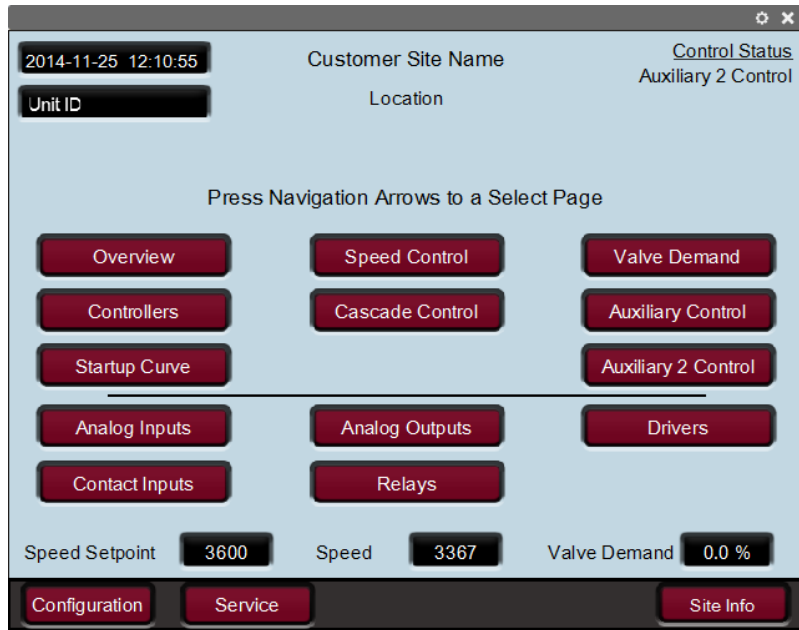 2014-11-25 12:10:55
Customer Site Name
Control Status
Auxiliary 2 Control
Unit ID
Location
Press Navigation Arrows to a Select Page
Overview
Speed Control
Valve Demand
Controllers
Cascade Control
Auxiliary Control
Startup Curve
Auxiliary 2 Control
Analog Inputs
Analog Outputs
Drivers
Contact Inputs
Relays
Speed Setpoint 3600
Speed 3367
Valve Demand 0.0 %
Configuration
Service
Site Info